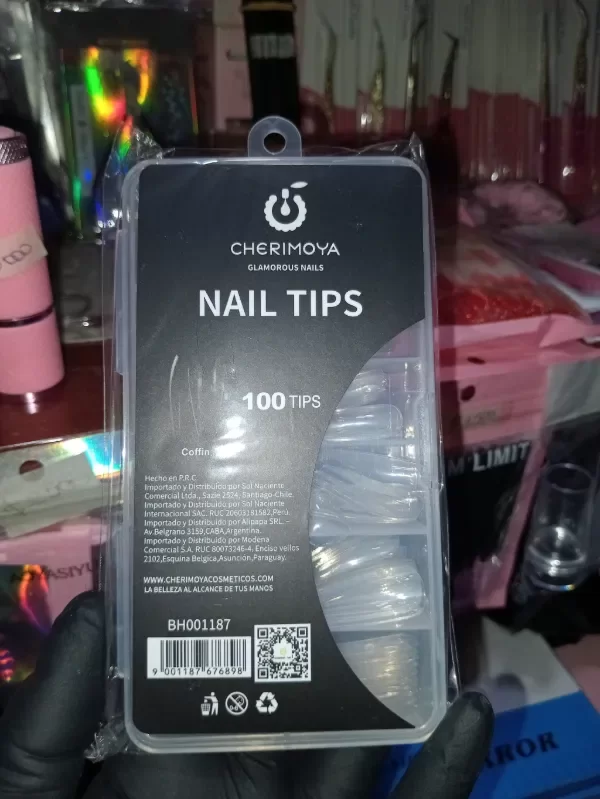 CHERIMOYA
GLAMOROUS NAILS
NAIL TIPS
100 TIPS
Coffin
Hecho en P.R.C
Importado y Distribuido por Sol Naciente
Comercial Ltda., Sazie 2524, Santiago-Chile.
Importado y Distribuido por Sol Naciente
Internacional SAC. RUC 20603181582,Perú.
Importado y Distribuido por Alipapa SRL. –
Av.Belgrano 3159,CABA,Argentina.
Importado y Distribuido por Modena
Comercial S.A. RUC 80073246-4, Enciso vellos
2102,Esquina Belgica,Asunción,Paraguay.
WWW.CHERIMOYACOSMETICOS.COM
LA BELLEZA AL ALCANCE DE TUS MANOS
BH001187
9 001187 676898
LIMIT